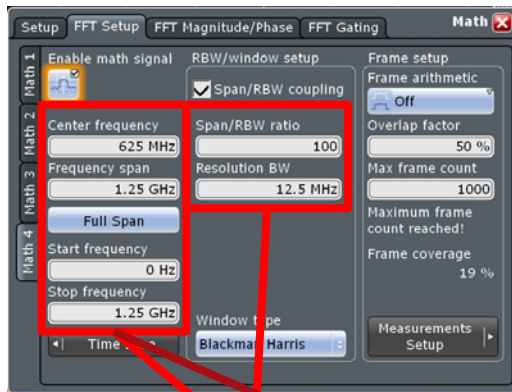 Setup FFT Setup FFT Magnitude/Phase FFT Gating Math
Math 1
Math 2
Math 3
Math 4
Enable math signal
Center frequency
625 MHz
Frequency span
1.25 GHz
Full Span
Start frequency
0 Hz
Stop frequency
1.25 GHz
Time
RBW/window setup
Span/RBW coupling
Span/RBW ratio
100
Resolution BW
12.5 MHz
Window type
Blackman Harris
Frame setup
Frame arithmetic
Off
Overlap factor
50 %
Max frame count
1000
Maximum frame
count reached!
Frame coverage
19 %
Measurements
Setup